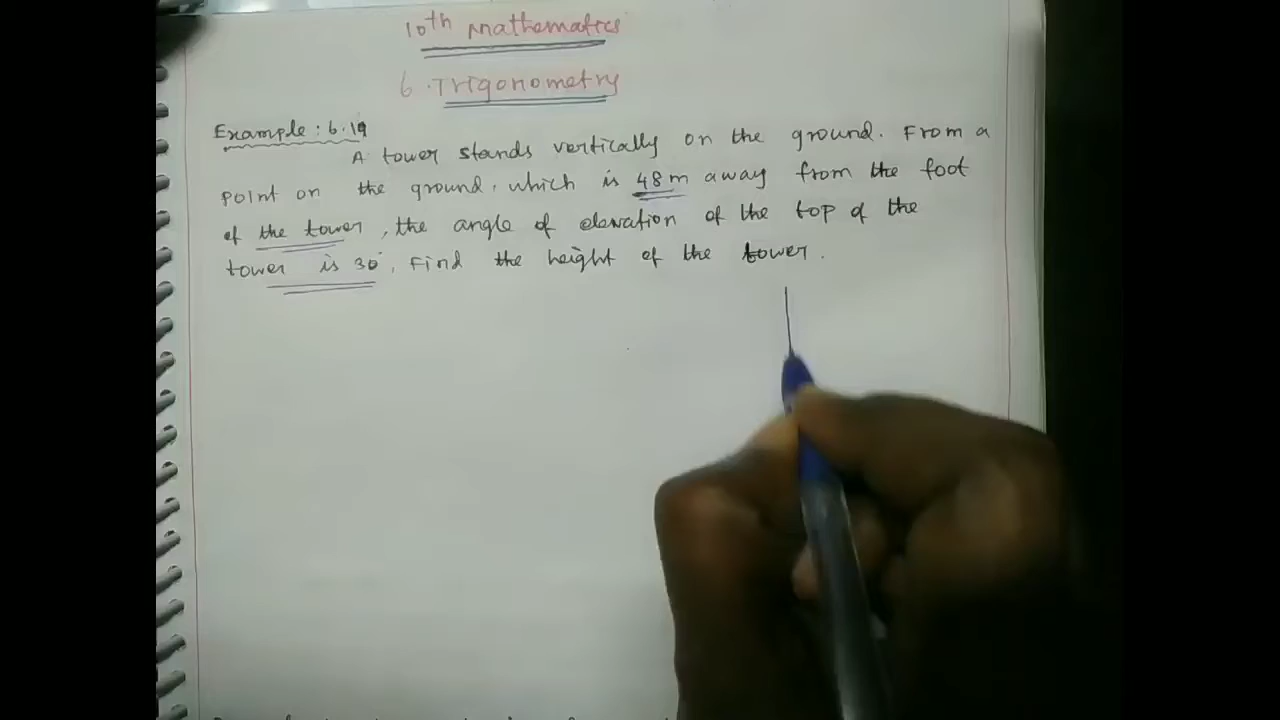 10th Mathematics
6. Trigonometry
Example: 6.19
A tower stands vertically on the ground. From a
point on the ground, which is 48m away from the foot
of the tower, the angle of elevation of the top of the
tower is 30°, Find the height of the tower.